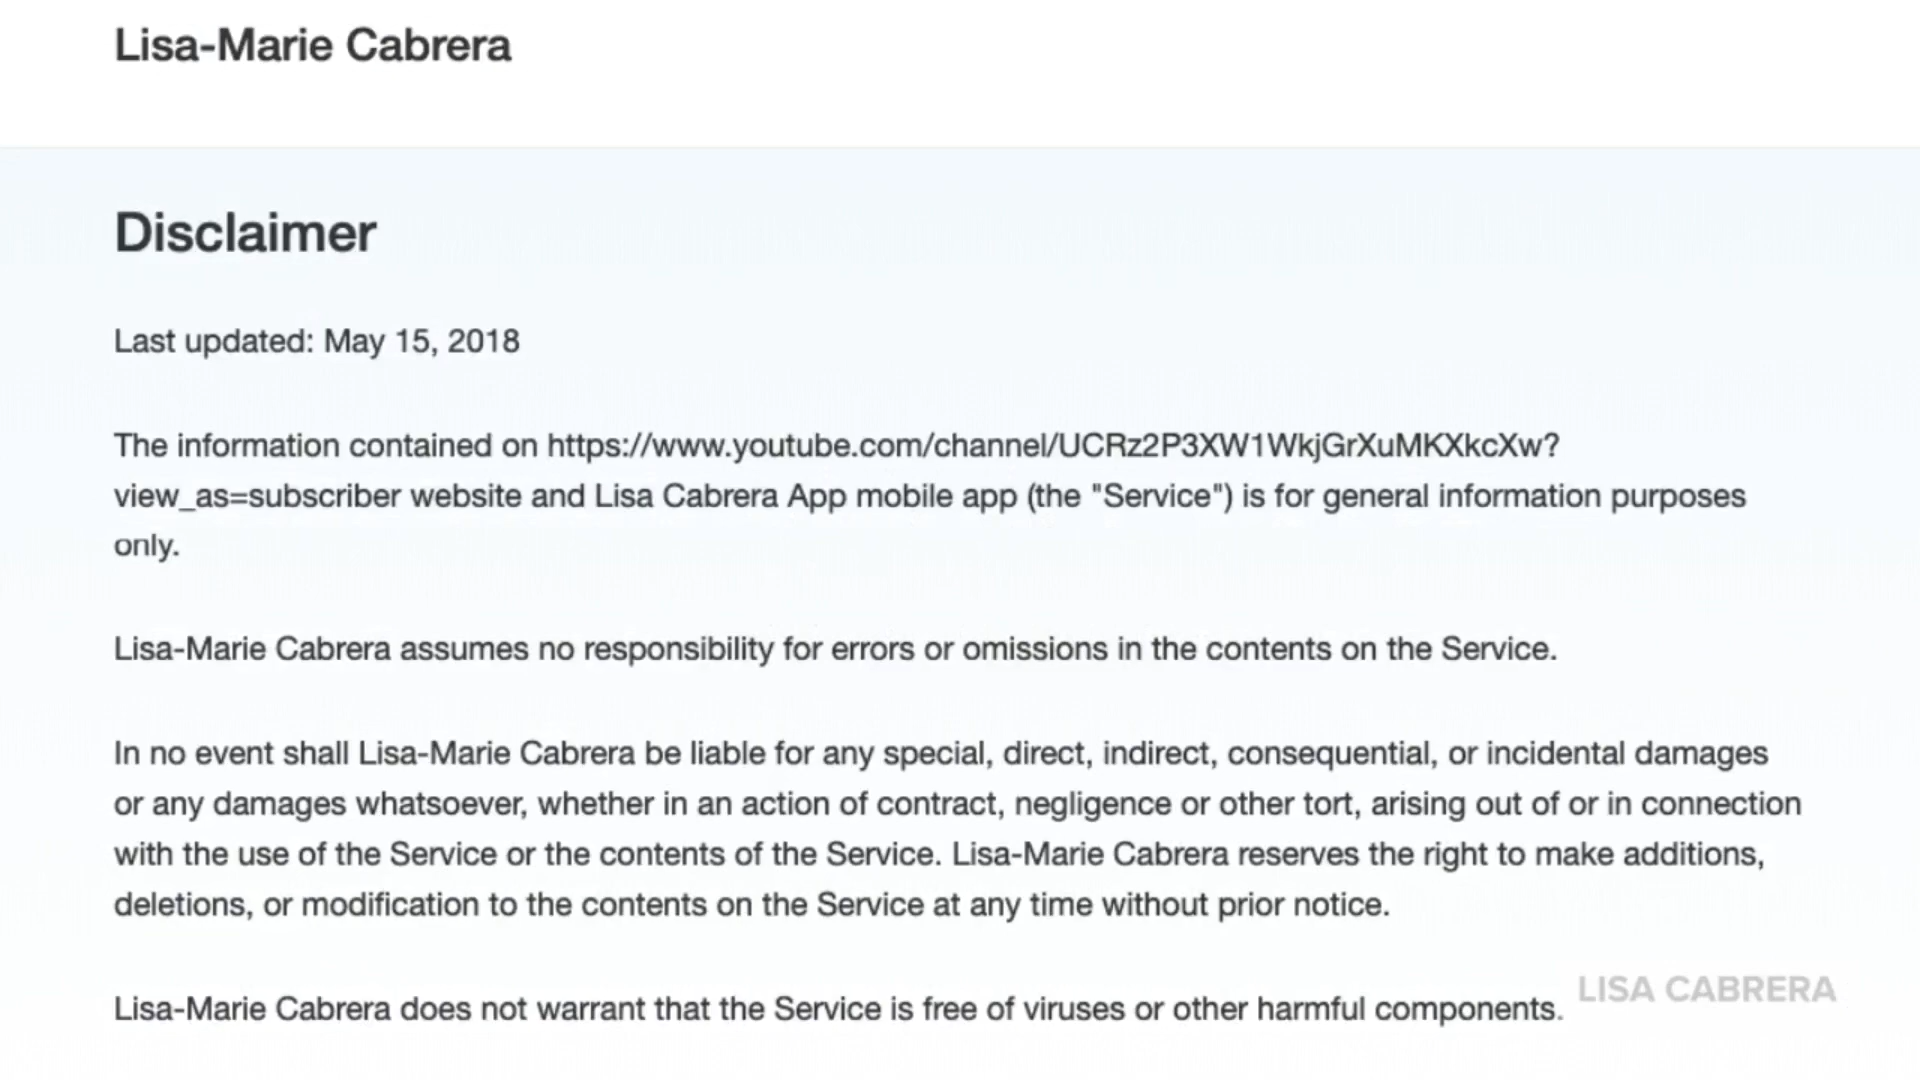 Lisa-Marie Cabrera
Disclaimer
Last updated: May 15, 2018
The information contained on https://www.youtube.com/channel/UCRz2P3XW1WkjGrXuMKXkcXw?
view_as=subscriber website and Lisa Cabrera App mobile app (the "Service") is for general information purposes
only.
Lisa-Marie Cabrera assumes no responsibility for errors or omissions in the contents on the Service.
In no event shall Lisa-Marie Cabrera be liable for any special, direct, indirect, consequential, or incidental damages
or any damages whatsoever, whether in an action of contract, negligence or other tort, arising out of or in connection
with the use of the Service or the contents of the Service. Lisa-Marie Cabrera reserves the right to make additions,
deletions, or modification to the contents on the Service at any time without prior notice.
Lisa-Marie Cabrera does not warrant that the Service is free of viruses or other harmful components.
LISA CABRERA